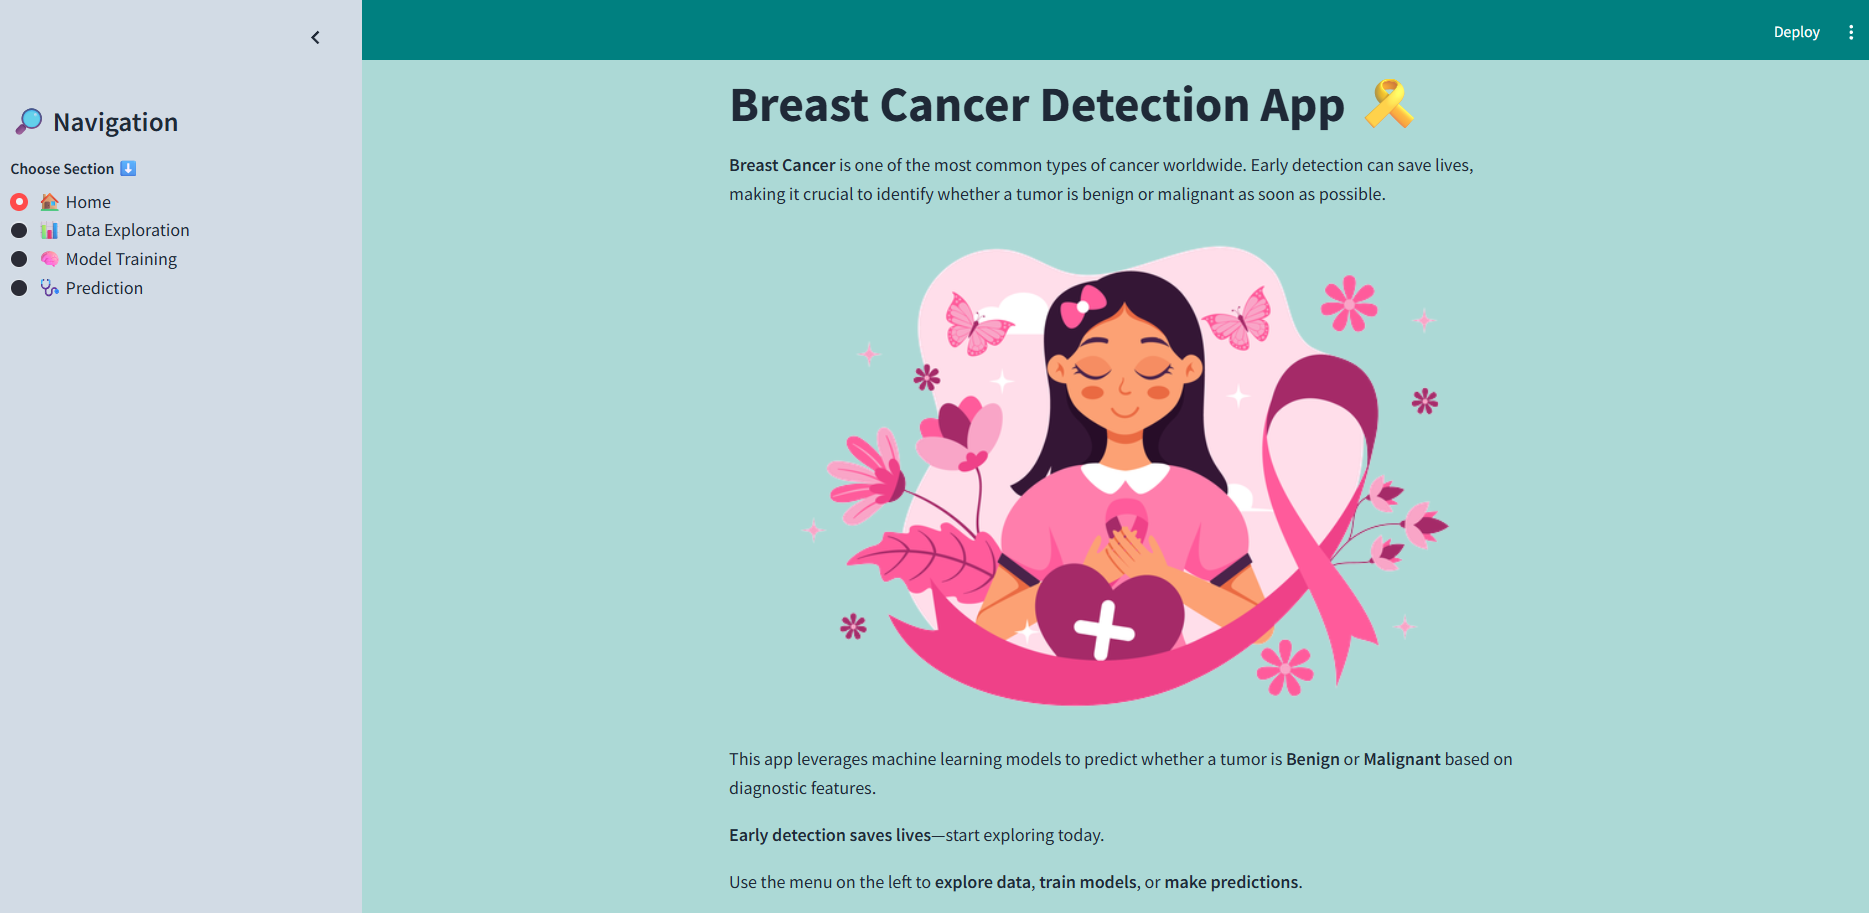 Deploy
🔎 Navigation
Choose Section ⬇️
🏠 Home
📊 Data Exploration
🧠 Model Training
🩺 Prediction
Breast Cancer Detection App 🎗️
Breast Cancer is one of the most common types of cancer worldwide. Early detection can save lives,
making it crucial to identify whether a tumor is benign or malignant as soon as possible.
This app leverages machine learning models to predict whether a tumor is Benign or Malignant based on
diagnostic features.
Early detection saves lives—start exploring today.
Use the menu on the left to explore data, train models, or make predictions.